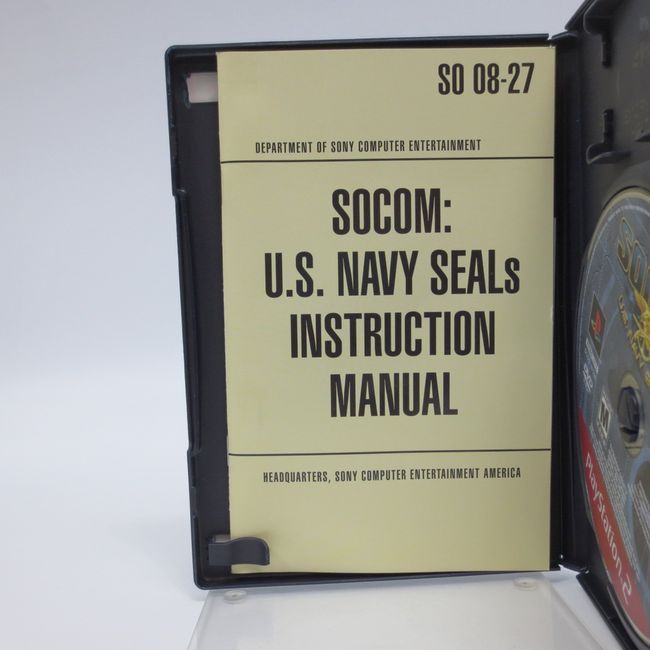 SO 08-27
DEPARTMENT OF SONY COMPUTER ENTERTAINMENT
SOCOM:
U.S. NAVY SEALs
INSTRUCTION
MANUAL
HEADQUARTERS, SONY COMPUTER ENTERTAINMENT AMERICA
PlayStation.2